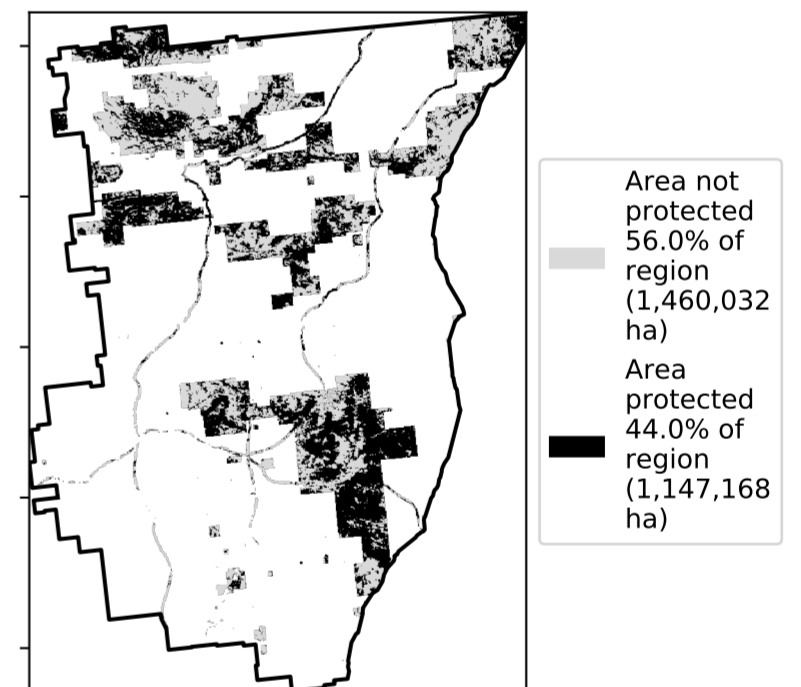 Area not
protected
56.0% of
region
(1,460,032
ha)
Area
protected
44.0% of
region
(1,147,168
ha)